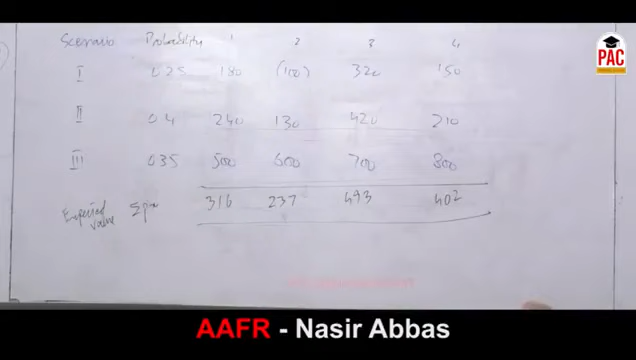 Scenario Probability 1 2 3 4
I 0.25 180 (100) 320 150
II 0.4 240 130 420 210
III 0.35 500 600 700 800
Expected value 316 237 493 402
PAC
AAFR - Nasir Abbas